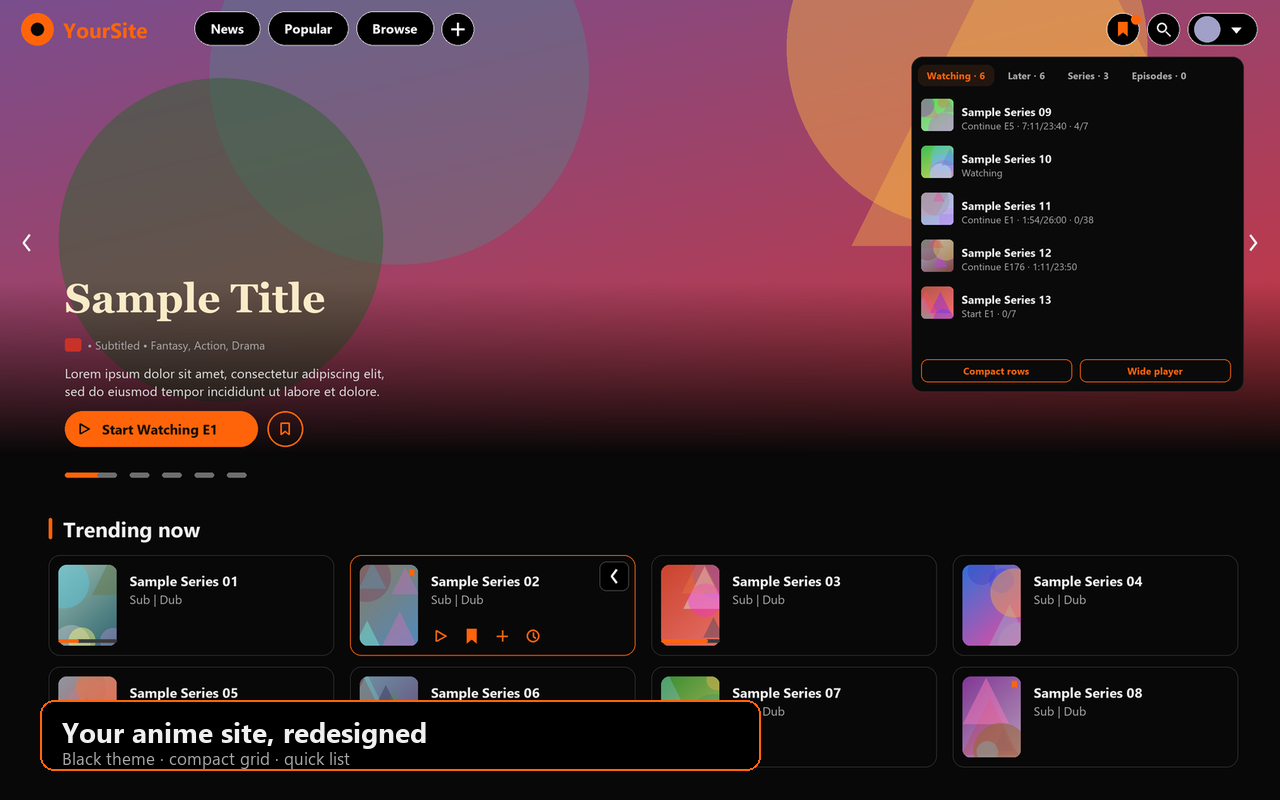 YourSite
News
Popular
Browse
Watching · 6
Later · 6
Series · 3
Episodes · 0
Sample Series 09
Continue E5 · 7:11/23:40 · 4/7
Sample Series 10
Watching
Sample Series 11
Continue E1 · 1:54/26:00 · 0/38
Sample Series 12
Continue E176 · 1:11/23:50
Sample Series 13
Start E1 · 0/7
Compact rows
Wide player
Sample Title
• Subtitled • Fantasy, Action, Drama
Lorem ipsum dolor sit amet, consectetur adipiscing elit,
sed do eiusmod tempor incididunt ut labore et dolore.
Start Watching E1
Trending now
Sample Series 01
Sub | Dub
Sample Series 02
Sub | Dub
Sample Series 03
Sub | Dub
Sample Series 04
Sub | Dub
Sample Series 05
Sample Series 06
Sample Series 07
Dub
Sample Series 08
Sub | Dub
Your anime site, redesigned
Black theme · compact grid · quick list